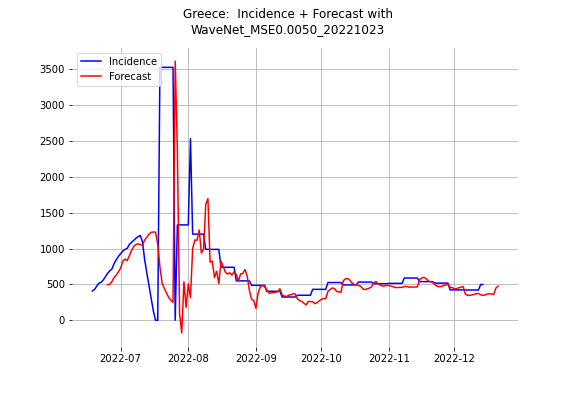 Greece:  Incidence + Forecast with
WaveNet_MSE0.0050_20221023
Incidence
Forecast
3500
3000
2500
2000
1500
1000
500
0
2022-07 2022-08 2022-09 2022-10 2022-11 2022-12